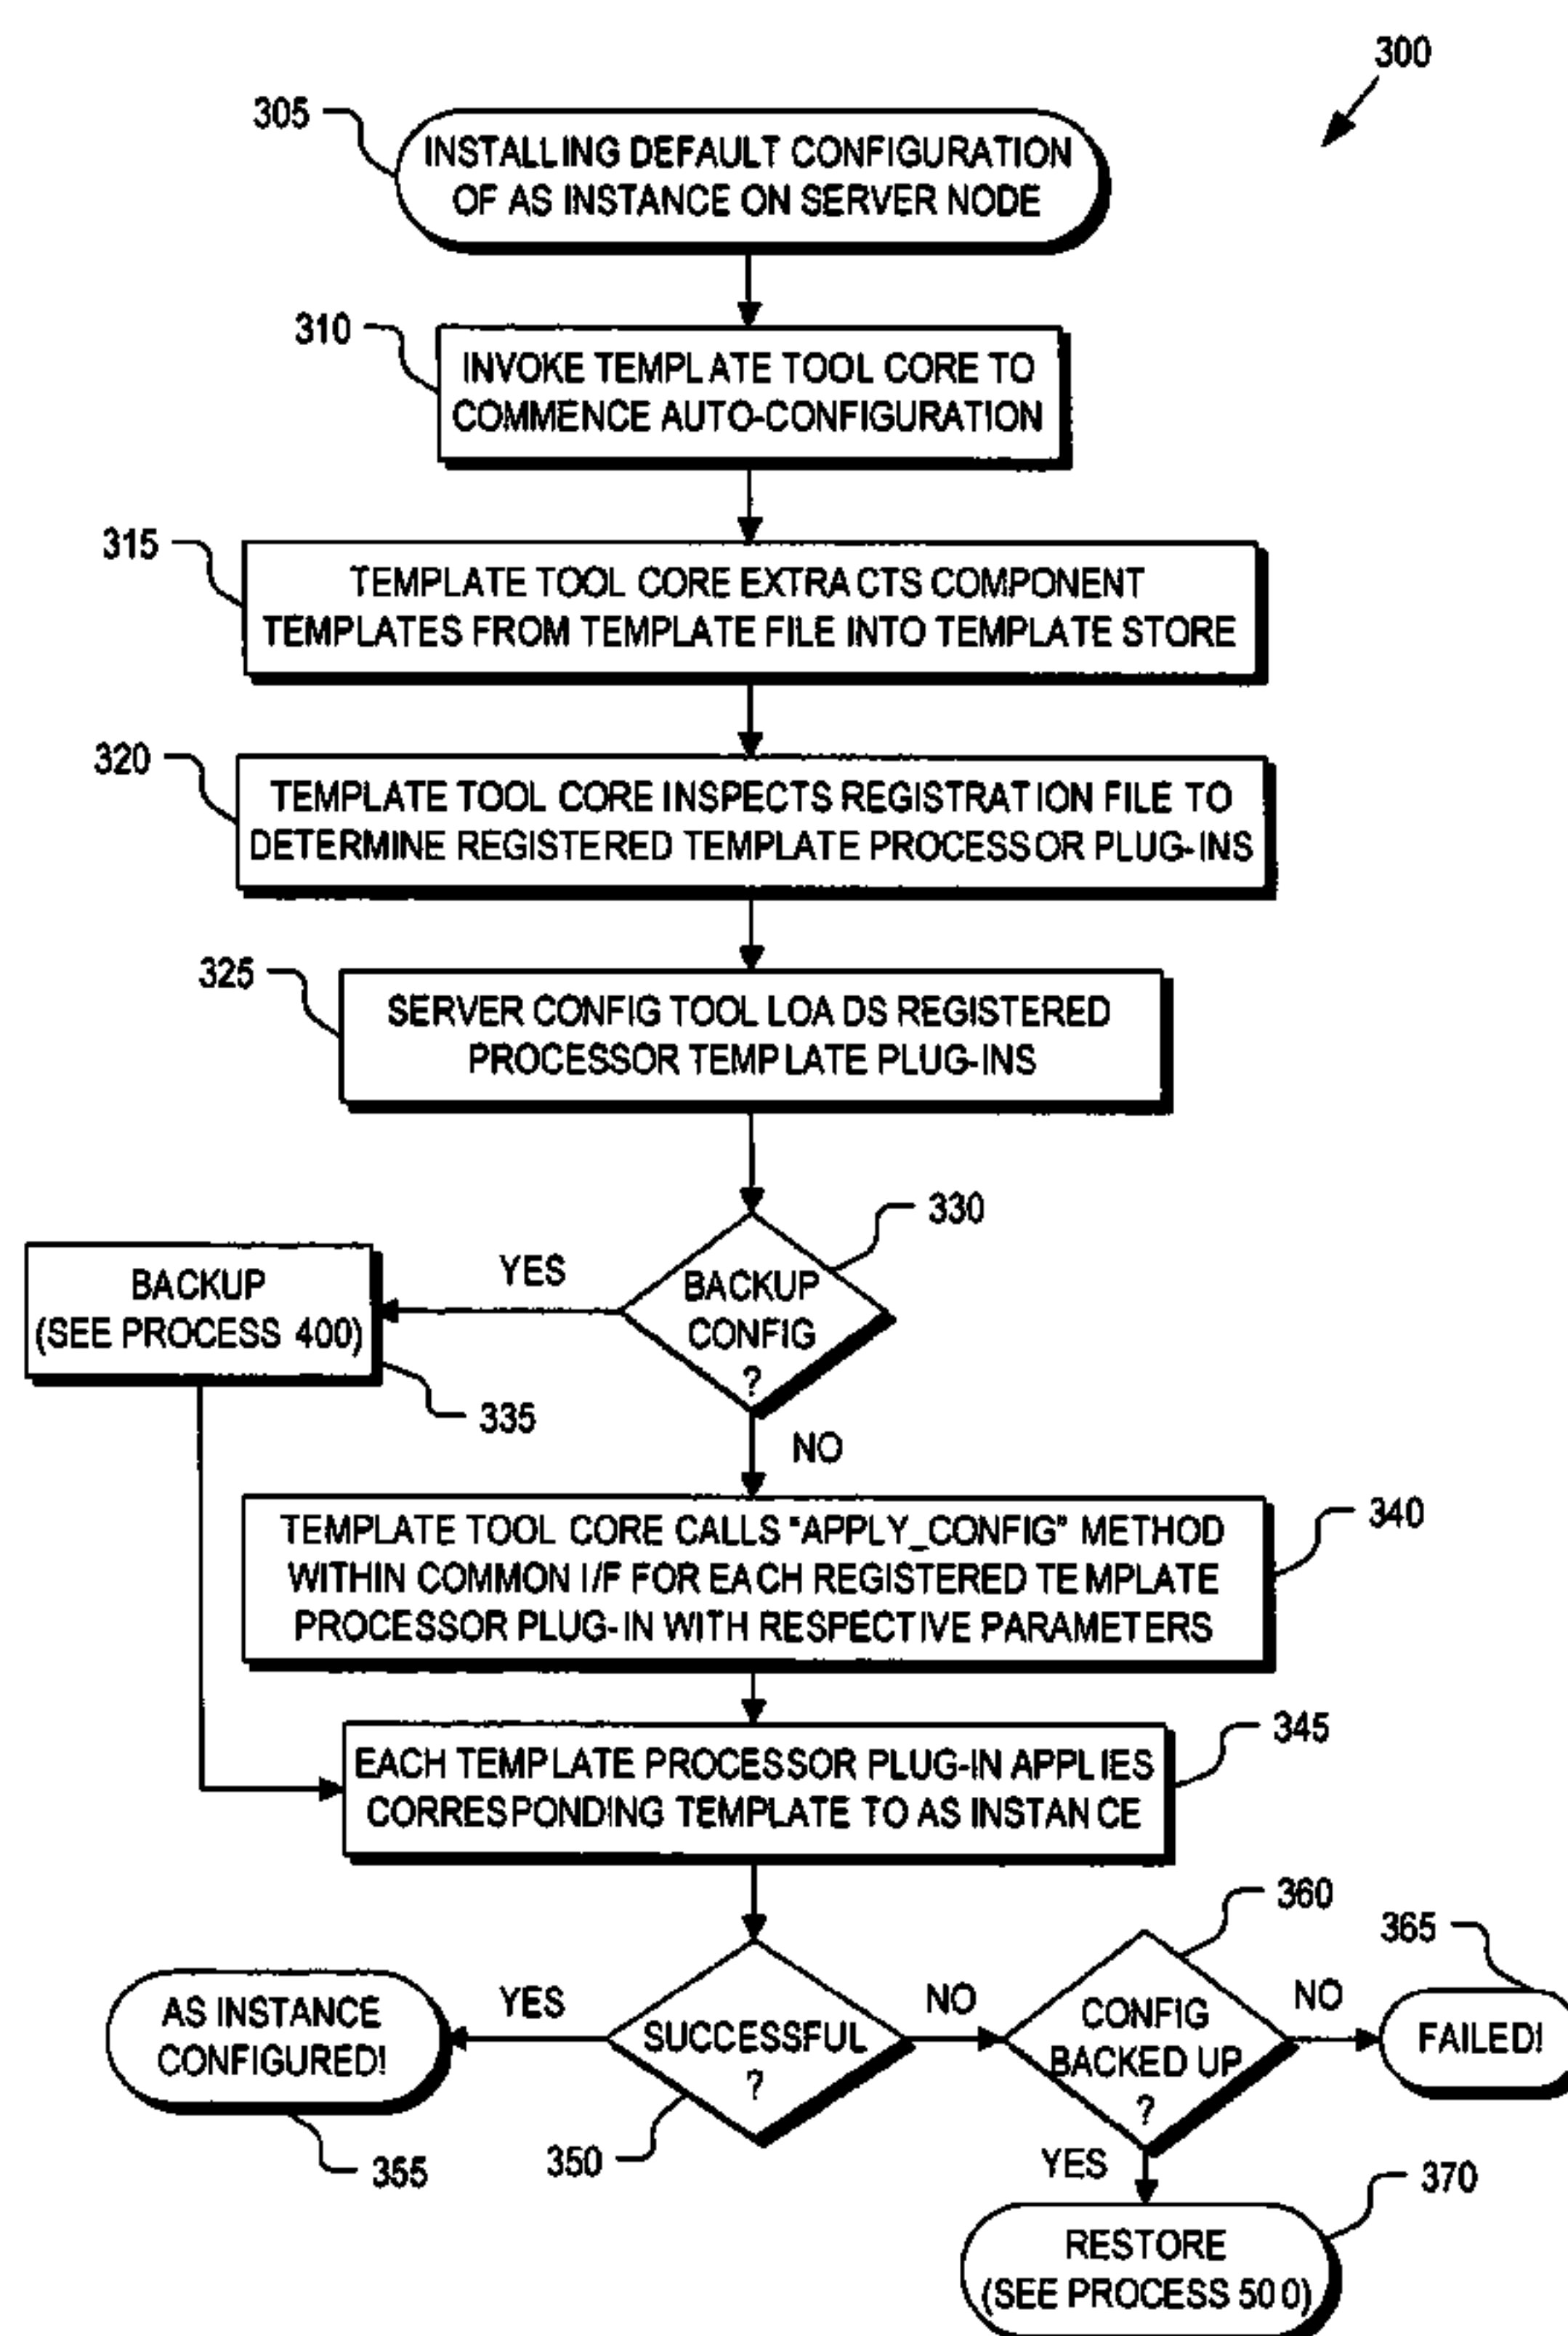 300
305
INSTALLING DEFAULT CONFIGURATION
OF AS INSTANCE ON SERVER NODE
310
INVOKE TEMPLATE TOOL CORE TO
COMMENCE AUTO-CONFIGURATION
315
TEMPLATE TOOL CORE EXTRACTS COMPONENT
TEMPLATES FROM TEMPLATE FILE INTO TEMPLATE STORE
320
TEMPLATE TOOL CORE INSPECTS REGISTRATION FILE TO
DETERMINE REGISTERED TEMPLATE PROCESSOR PLUG-INS
325
SERVER CONFIG TOOL LOADS REGISTERED
PROCESSOR TEMPLATE PLUG-INS
330
BACKUP
CONFIG
?
YES
BACKUP
(SEE PROCESS 400)
335
NO
340
TEMPLATE TOOL CORE CALLS "APPLY_CONFIG" METHOD
WITHIN COMMON I/F FOR EACH REGISTERED TEMPLATE
PROCESSOR PLUG-IN WITH RESPECTIVE PARAMETERS
345
EACH TEMPLATE PROCESSOR PLUG-IN APPLIES
CORRESPONDING TEMPLATE TO AS INSTANCE
SUCCESSFUL
?
350
YES
AS INSTANCE
CONFIGURED!
355
NO
360
CONFIG
BACKED UP
?
NO
365
FAILED!
YES
370
RESTORE
(SEE PROCESS 500)